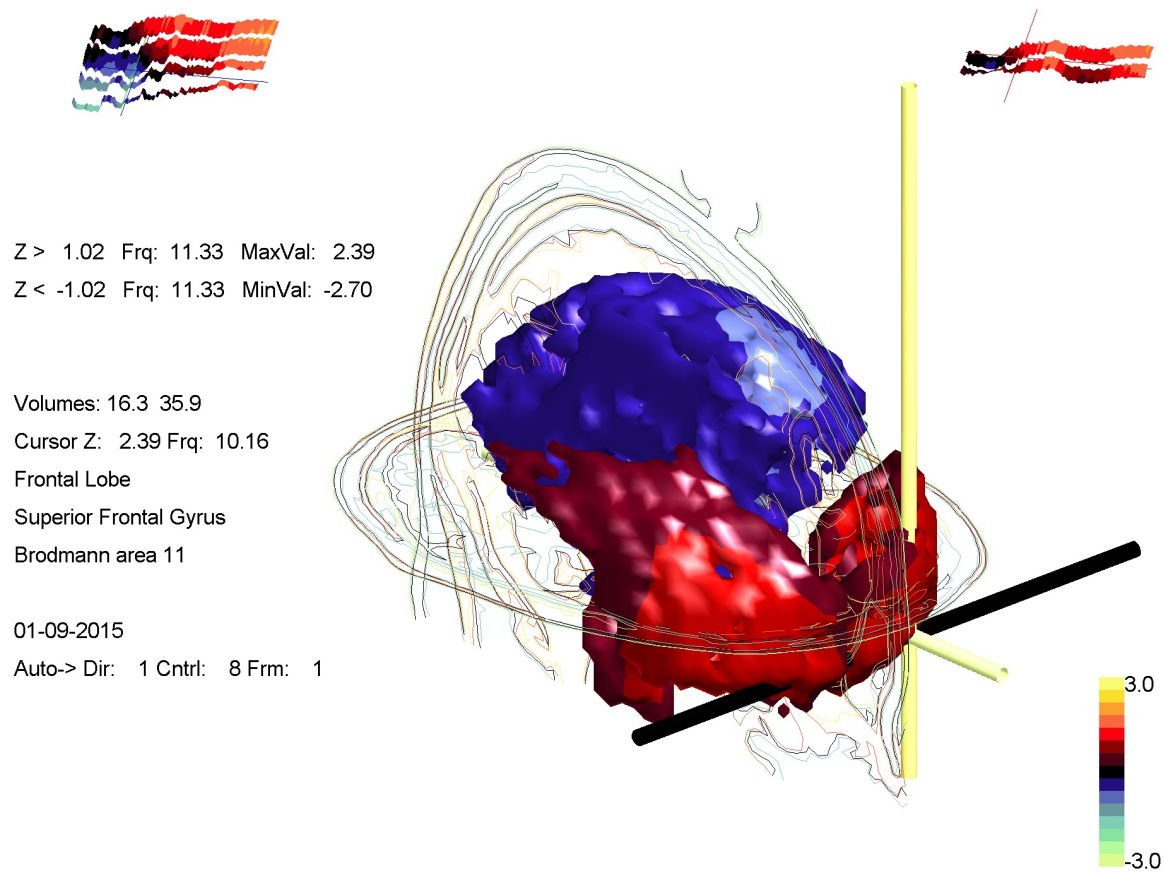 Z > 1.02 Frq: 11.33 MaxVal: 2.39
Z < -1.02 Frq: 11.33 MinVal: -2.70
Volumes: 16.3 35.9
Cursor Z: 2.39 Frq: 10.16
Frontal Lobe
Superior Frontal Gyrus
Brodmann area 11
01-09-2015
Auto-> Dir: 1 Cntrl: 8 Frm: 1
3.0
-3.0